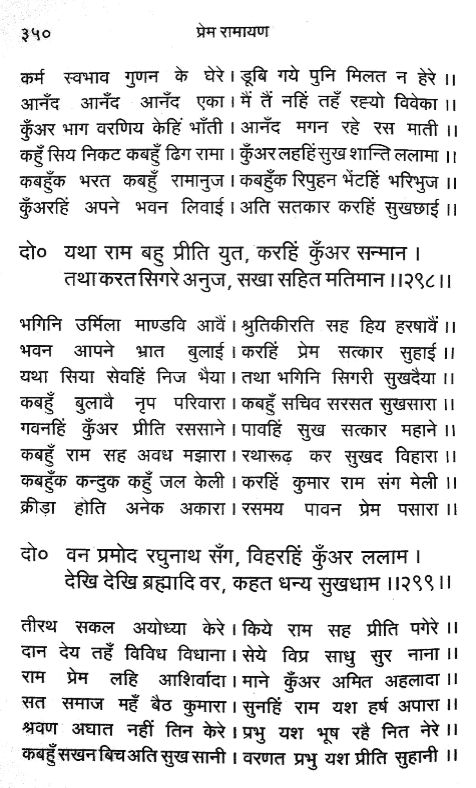 ३५० प्रेम रामायण
कर्म स्वभाव गुणन के घेरे। डूबि गये पुनि मिलत न हेरे ।।
आनँद आनँद आनँद एका। मैं तैं नहिं तहँ रह्यो विवेका ।।
कुँअर भाग वरणिय केहिं भाँती। आनँद मगन रहे रस माती ।।
कहुँ सिय निकट कबहुँ ढिग रामा। कुँअर लहहिं सुख शान्ति ललामा ।।
कबहुँक भरत कबहुँ रामानुज। कबहुँक रिपुहन भेंटहिं भरिभुज ।।
कुँअरहिं अपने भवन लिवाई। अति सतकार करहिं सुखछाई ।।
दो० यथा राम बहु प्रीति युत, करहिं कुँअर सन्मान ।
तथा करत सिगरे अनुज, सखा सहित मतिमान ।।२९८।।
भगिनि उर्मिला माण्डवि आवैं। श्रुतिकीरति सह हिय हरषावैं ।।
भवन आपने भ्रात बुलाई। करहिं प्रेम सत्कार सुहाई ।।
यथा सिया सेवहिं निज भैया। तथा भगिनि सिगरी सुखदैया ।।
कबहुँ बुलावै नृप परिवारा। कबहुँ सचिव सरसत सुखसारा ।।
गवनहिं कुँअर प्रीति रससाने। पावहिं सुख सत्कार महाने ।।
कबहुँ राम सह अवध मझारा। रथारूढ़ कर सुखद विहारा ।।
कबहुँक कन्दुक कहुँ जल केली। करहिं कुमार राम संग मेली ।।
क्रीड़ा होति अनेक अकारा। रसमय पावन प्रेम पसारा ।।
दो० वन प्रमोद रघुनाथ सँग, विहरहिं कुँअर ललाम ।
देखि देखि ब्रह्मादि वर, कहत धन्य सुखधाम ।।२९९।।
तीरथ सकल अयोध्या केरे। किये राम सह प्रीति पगेरे ।।
दान देय तहँ विविध विधाना। सेये विप्र साधु सुर नाना ।।
राम प्रेम लहि आशिर्वादा। माने कुँअर अमित अहलादा ।।
सत समाज महँ बैठ कुमारा। सुनहिं राम यश हर्ष अपारा ।।
श्रवण अघात नहीं तिन केरे। प्रभु यश भूष रहै नित नेरे ।।
कबहुँ सखन बिच अति सुख सानी। वरणत प्रभु यश प्रीति सुहानी ।।